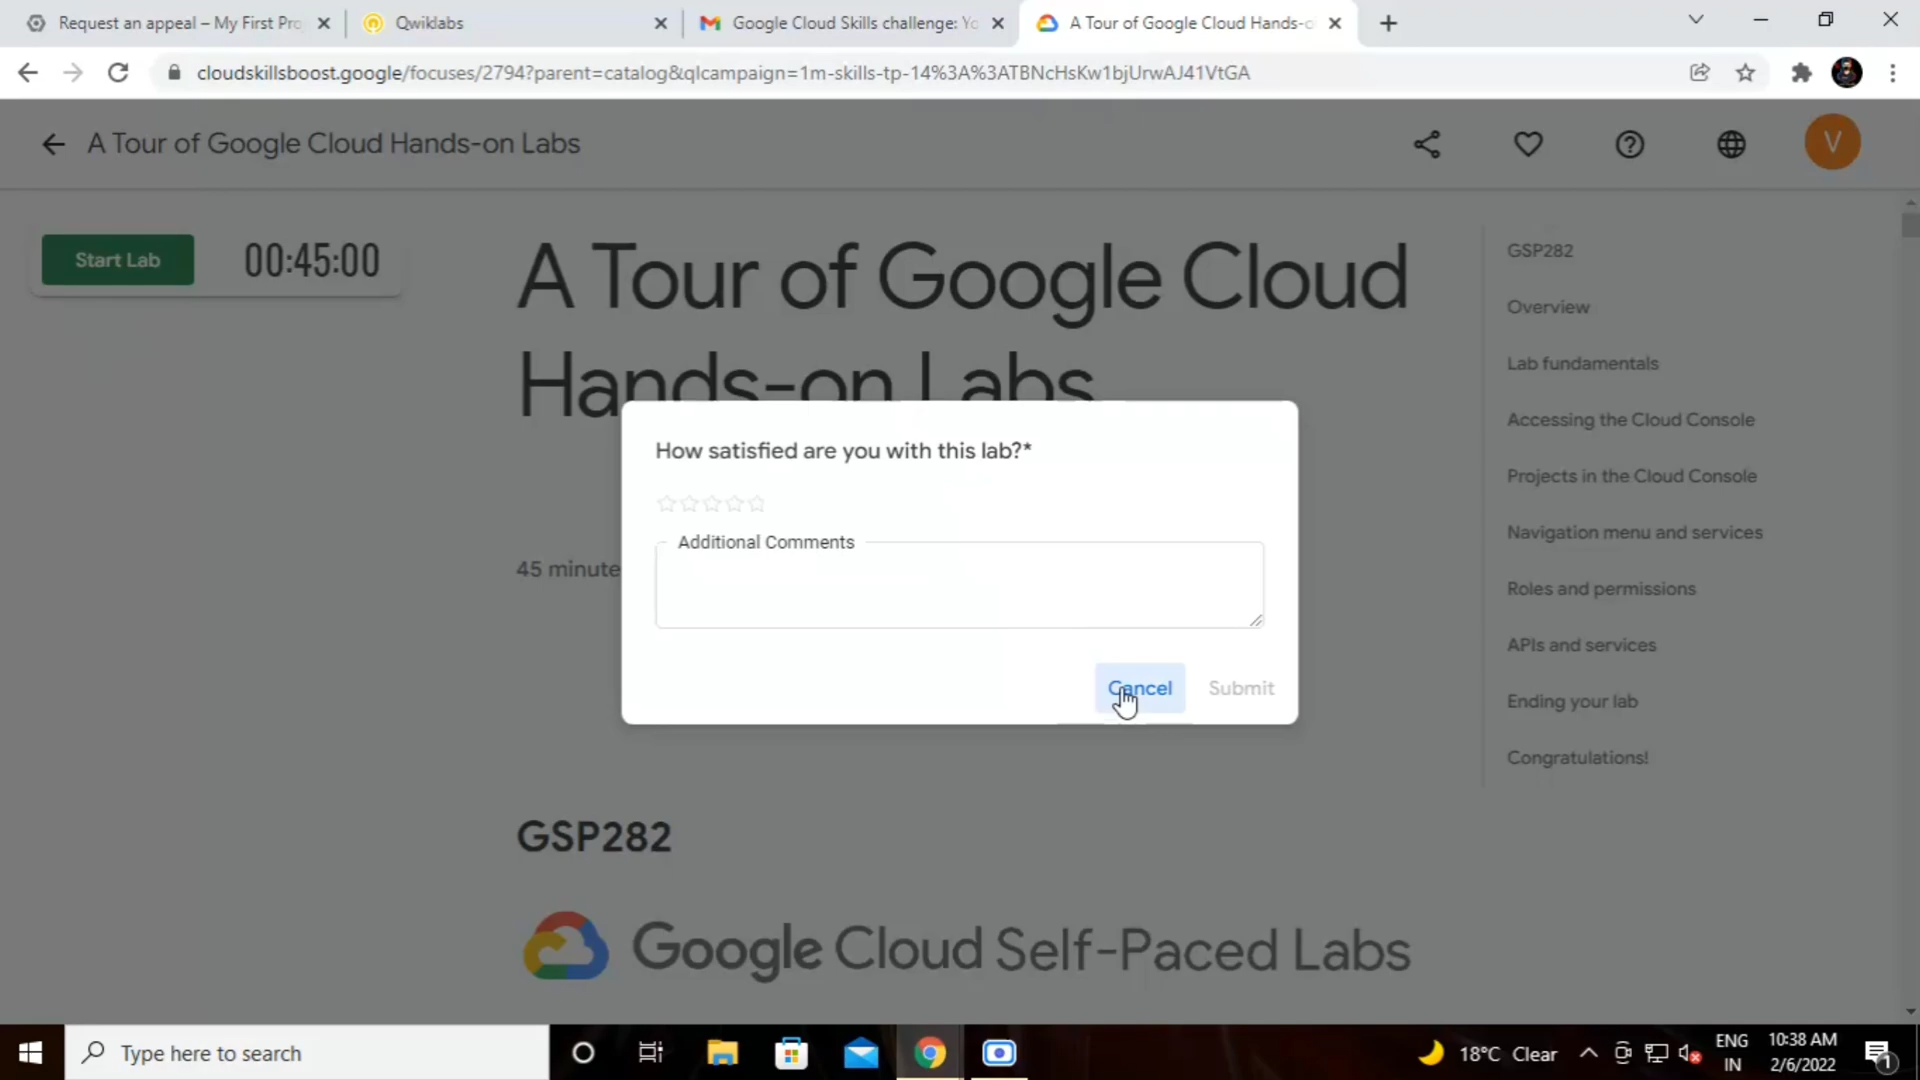 Request an appeal – My First Pro
Qwiklabs
Google Cloud Skills challenge: Yo
A Tour of Google Cloud Hands-o
cloudskillsboost.google/focuses/2794?parent=catalog&qlcampaign=1m-skills-tp-14%3A%3ATBNcHsKw1bjUrwAJ41VtGA
A Tour of Google Cloud Hands-on Labs
V
Start Lab
00:45:00
A Tour of Google Cloud
Hands-on Labs
45 minute
How satisfied are you with this lab?*
Additional Comments
Cancel
Submit
GSP282
Google Cloud Self-Paced Labs
GSP282
Overview
Lab fundamentals
Accessing the Cloud Console
Projects in the Cloud Console
Navigation menu and services
Roles and permissions
APIs and services
Ending your lab
Congratulations!
Type here to search
18°C Clear
ENG
IN
10:38 AM
2/6/2022
1